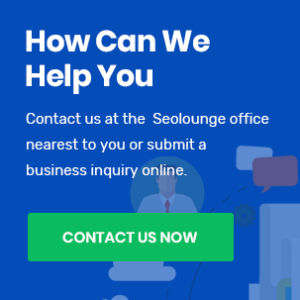 How Can We
Help You
Contact us at the Seolounge office
nearest to you or submit a
business inquiry online.
CONTACT US NOW